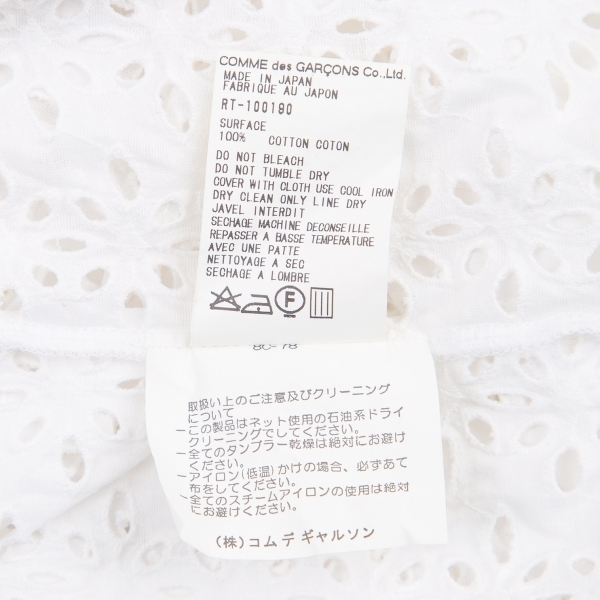 COMME des GARÇONS Co.,Ltd.
MADE IN JAPAN
FABRIQUE AU JAPON
RT-100180
SURFACE
100% COTTON COTON
DO NOT BLEACH
DO NOT TUMBLE DRY
COVER WITH CLOTH USE COOL IRON
DRY CLEAN ONLY LINE DRY
JAVEL INTERDIT
SECHAGE MACHINE DECONSEILLE
REPASSER A BASSE TEMPERATURE
AVEC UNE PATTE
NETTOYAGE A SEC
SECHAGE A LOMBRE
F
取扱い上のご注意及びクリーニング
について
−この製品はネット使用の石油系ドライ
クリーニングでしてください。
−全てのタンブラー乾燥は絶対にお避け
ください。
−アイロン(低温)かけの場合、必ずあて
布をしてください。
−全てのスチームアイロンの使用は絶対
にお避けください。
(株)コム デ ギャルソン